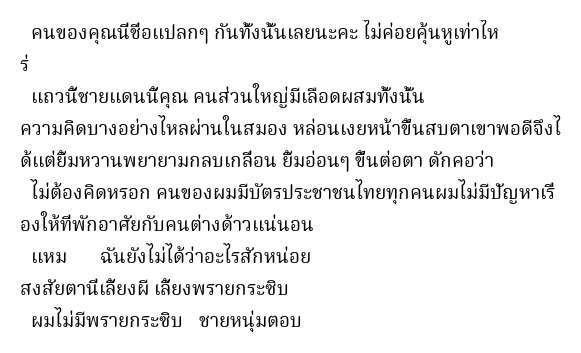 คนของคุณนี่ชื่อแปลกๆ กันทั้งนั้นเลยนะคะ ไม่ค่อยคุ้นหูเท่าไห
ร่
แถวนี้ชายแดนนี่คุณ คนส่วนใหญ่มีเลือดผสมทั้งนั้น
ความคิดบางอย่างไหลผ่านในสมอง หล่อนเงยหน้าขึ้นสบตาเขาพอดีจึงไ
ด้แต่ยิ้มหวานพยายามกลบเกลื่อน ยิ้มอ่อนๆ ขึ้นต่อตา ดักคอว่า
ไม่ต้องคิดหรอก คนของผมมีบัตรประชาชนไทยทุกคนผมไม่มีปัญหาเรื่
องให้ที่พักอาศัยกับคนต่างด้าวแน่นอน
แหม ฉันยังไม่ได้ว่าอะไรสักหน่อย
สงสัยตานี่เลี้ยงผี เลี้ยงพรายกระซิบ
ผมไม่มีพรายกระซิบ ชายหนุ่มตอบ